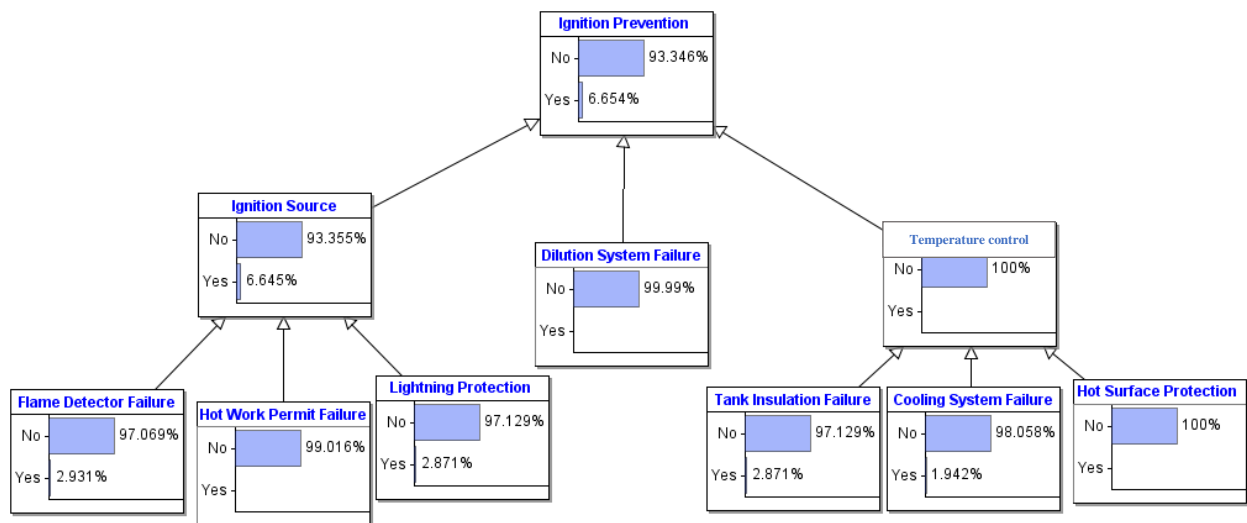 Ignition Prevention
No 93.346%
Yes 6.654%
Ignition Source
No 93.355%
Yes 6.645%
Dilution System Failure
No 99.99%
Yes
Temperature control
No 100%
Yes
Flame Detector Failure
No 97.069%
Yes 2.931%
Hot Work Permit Failure
No 99.016%
Yes
Lightning Protection
No 97.129%
Yes 2.871%
Tank Insulation Failure
No 97.129%
Yes 2.871%
Cooling System Failure
No 98.058%
Yes 1.942%
Hot Surface Protection
No 100%
Yes